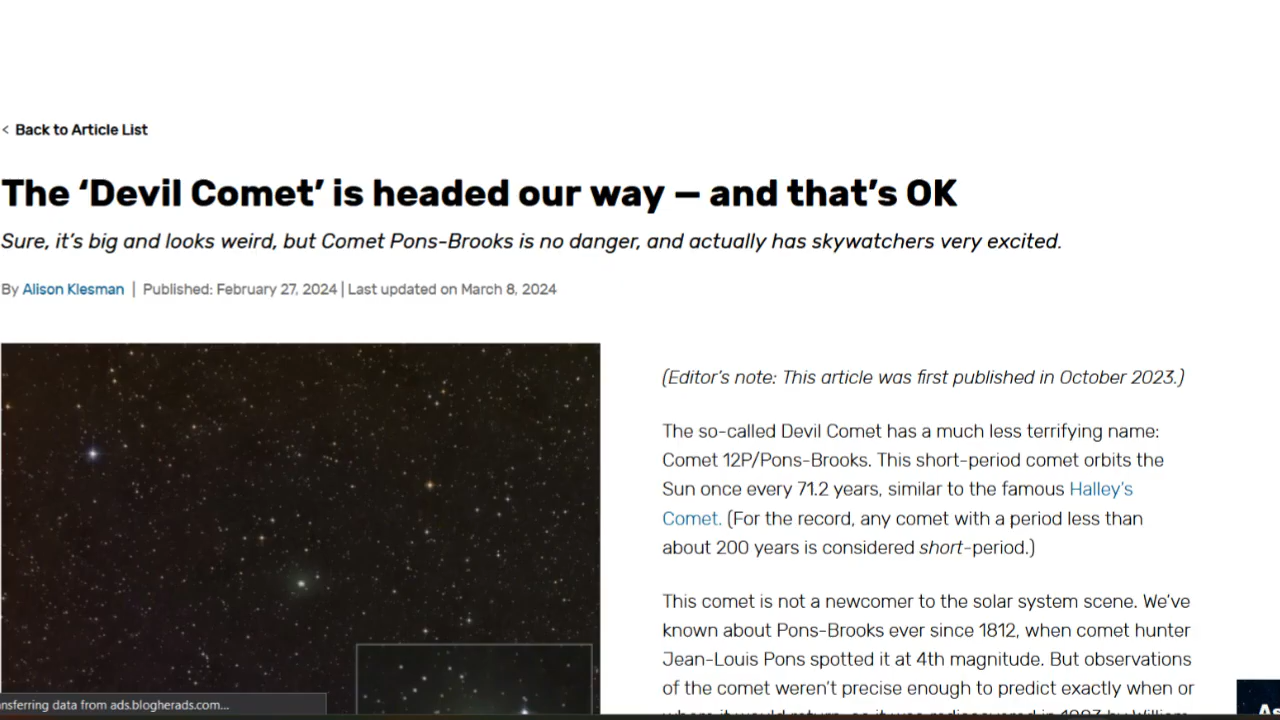 < Back to Article List
The ‘Devil Comet’ is headed our way — and that’s OK
Sure, it’s big and looks weird, but Comet Pons-Brooks is no danger, and actually has skywatchers very excited.
By Alison Klesman | Published: February 27, 2024 | Last updated on March 8, 2024
(Editor’s note: This article was first published in October 2023.)
The so-called Devil Comet has a much less terrifying name:
Comet 12P/Pons-Brooks. This short-period comet orbits the
Sun once every 71.2 years, similar to the famous Halley’s
Comet. (For the record, any comet with a period less than
about 200 years is considered short-period.)
This comet is not a newcomer to the solar system scene. We’ve
known about Pons-Brooks ever since 1812, when comet hunter
Jean-Louis Pons spotted it at 4th magnitude. But observations
of the comet weren’t precise enough to predict exactly when or
nsferring data from ads.blogherads.com...